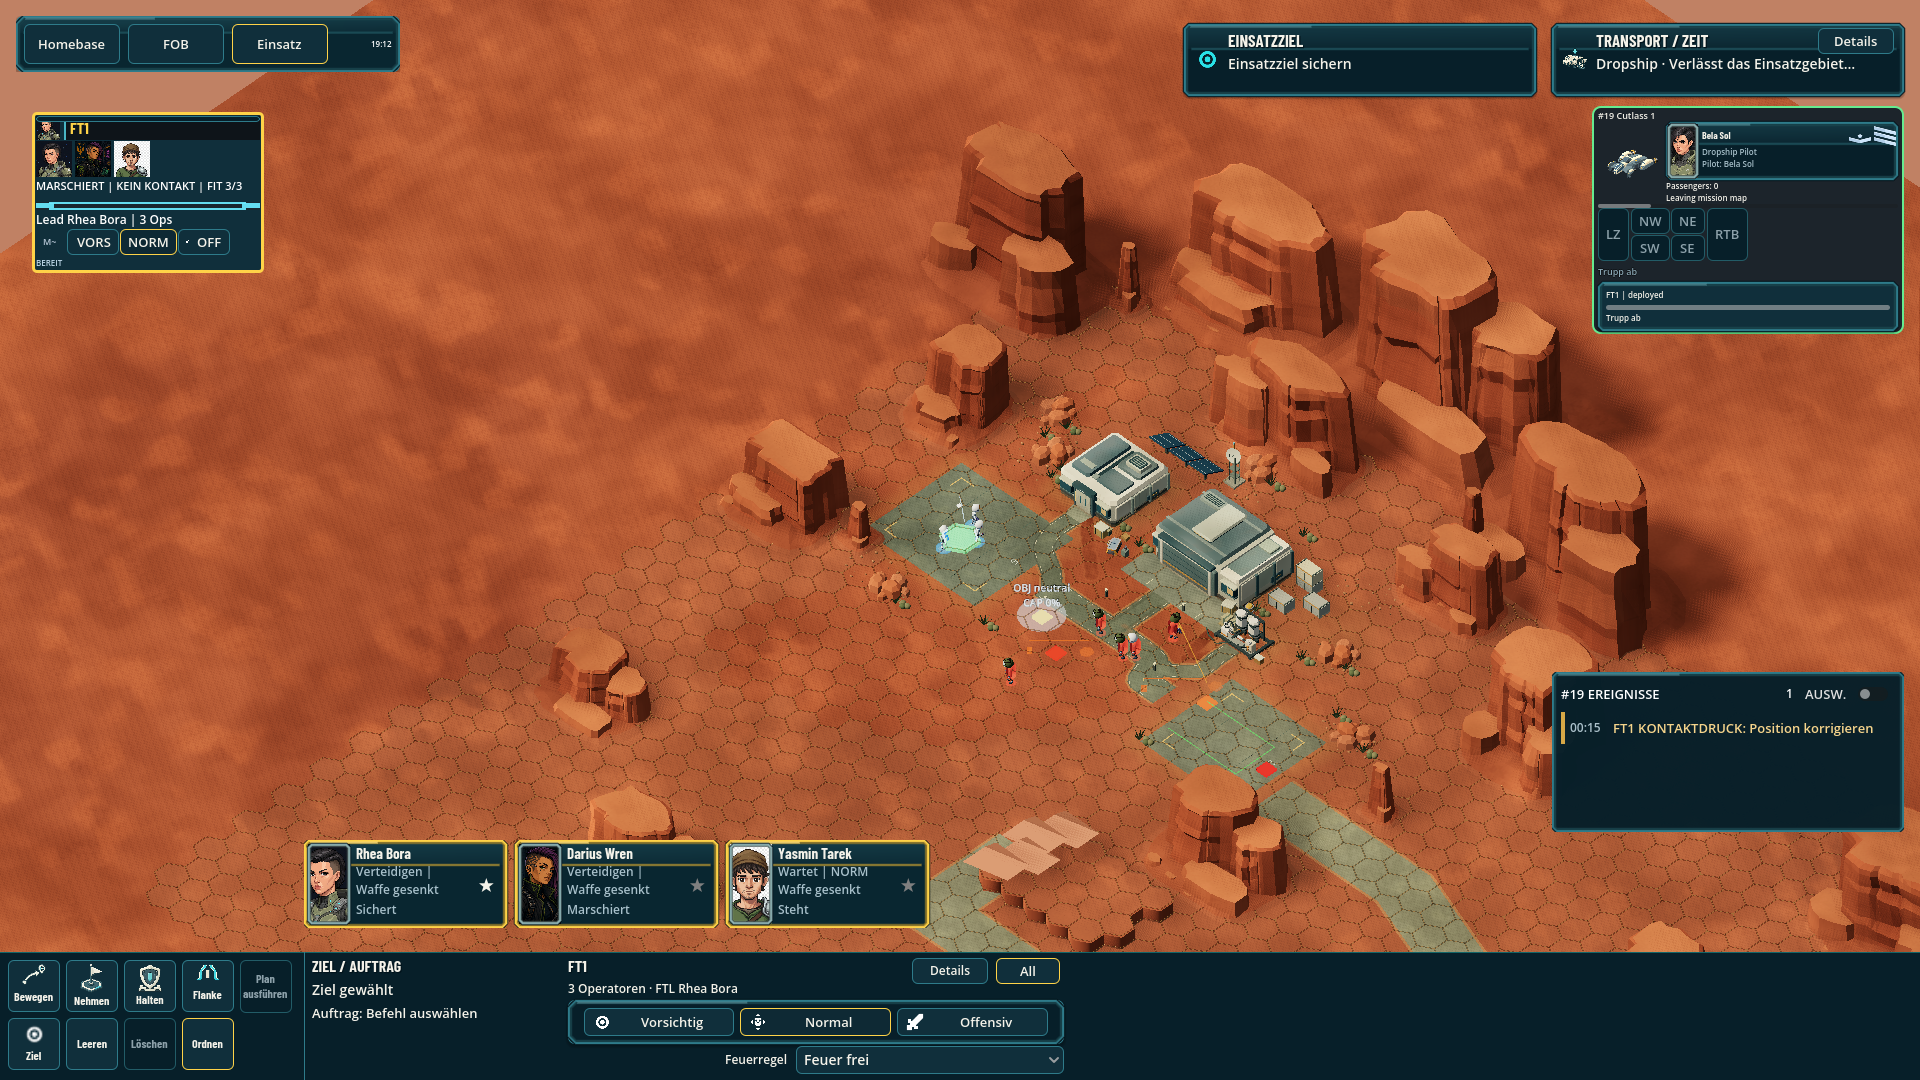 Homebase
FOB
Einsatz
19:12
EINSATZZIEL
Einsatzziel sichern
TRANSPORT / ZEIT
Details
Dropship · Verlässt das Einsatzgebiet...
FT1
MARSCHIERT | KEIN KONTAKT | FIT 3/3
Lead Rhea Bora | 3 Ops
M~
VORS
NORM
OFF
BEREIT
#19 Cutlass 1
Bela Sol
Dropship Pilot
Pilot: Bela Sol
Passengers: 0
Leaving mission map
LZ
NW
NE
SW
SE
RTB
Trupp ab
FT1 | deployed
Trupp ab
OBJ neutral
CAP 0%
#19 EREIGNISSE
1
AUSW.
00:15
FT1 KONTAKTDRUCK: Position korrigieren
Rhea Bora
Verteidigen |
Waffe gesenkt
Sichert
Darius Wren
Verteidigen |
Waffe gesenkt
Marschiert
Yasmin Tarek
Wartet | NORM
Waffe gesenkt
Steht
Bewegen
Nehmen
Halten
Flanke
Plan
ausführen
Ziel
Leeren
Löschen
Ordnen
ZIEL / AUFTRAG
Ziel gewählt
Auftrag: Befehl auswählen
FT1
Details
All
3 Operatoren · FTL Rhea Bora
Vorsichtig
Normal
Offensiv
Feuerregel
Feuer frei